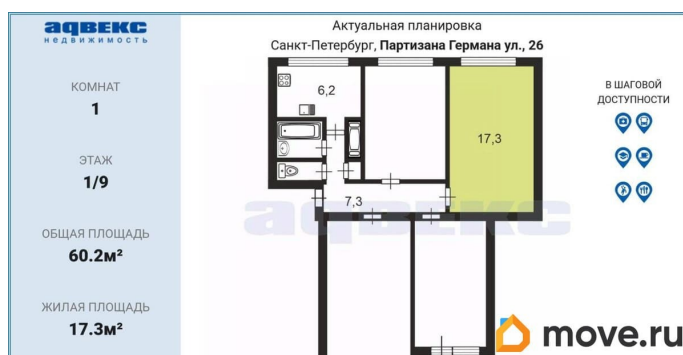 адвекс
недвижимость
КОМНАТ
1
ЭТАЖ
1/9
ОБЩАЯ ПЛОЩАДЬ
60.2м²
ЖИЛАЯ ПЛОЩАДЬ
17.3м²
Актуальная планировка
Санкт-Петербург, Партизана Германа ул., 26
6,2
17,3
7,3
адвекс
В ШАГОВОЙ
ДОСТУПНОСТИ
move.ru